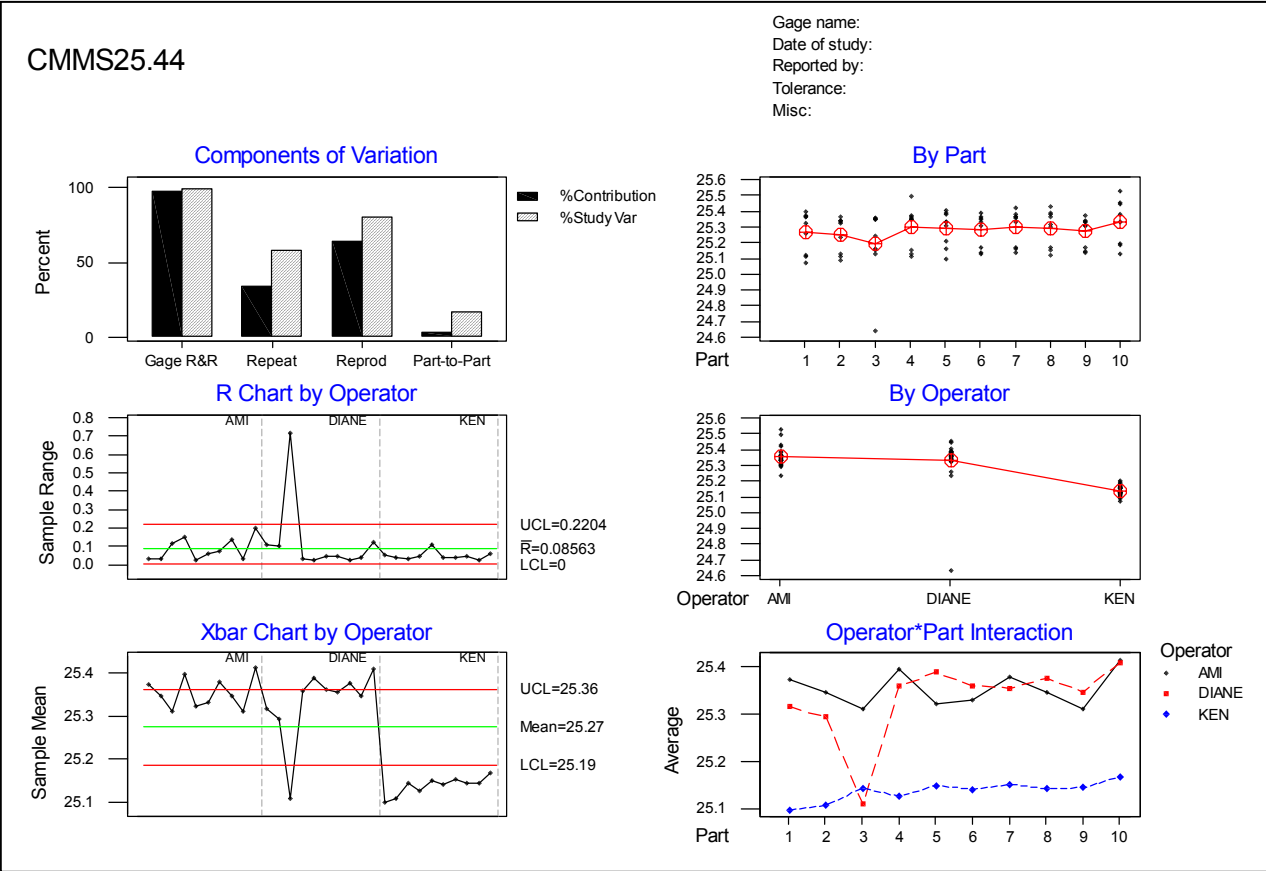 CMMS25.44
Gage name:
Date of study:
Reported by:
Tolerance:
Misc:
Components of Variation
Percent
100
50
0
Gage R&R Repeat Reprod Part-to-Part
%Contribution
%Study Var
By Part
25.6
25.5
25.4
25.3
25.2
25.1
25.0
24.9
24.8
24.7
24.6
Part 1 2 3 4 5 6 7 8 9 10
R Chart by Operator
AMI DIANE KEN
Sample Range
0.8
0.7
0.6
0.5
0.4
0.3
0.2
0.1
0.0
UCL=0.2204
R̅=0.08563
LCL=0
By Operator
25.6
25.5
25.4
25.3
25.2
25.1
25.0
24.9
24.8
24.7
24.6
Operator AMI DIANE KEN
Xbar Chart by Operator
AMI DIANE KEN
Sample Mean
25.4
25.3
25.2
25.1
UCL=25.36
Mean=25.27
LCL=25.19
Operator*Part Interaction
Average
25.4
25.3
25.2
25.1
Part 1 2 3 4 5 6 7 8 9 10
Operator
AMI
DIANE
KEN